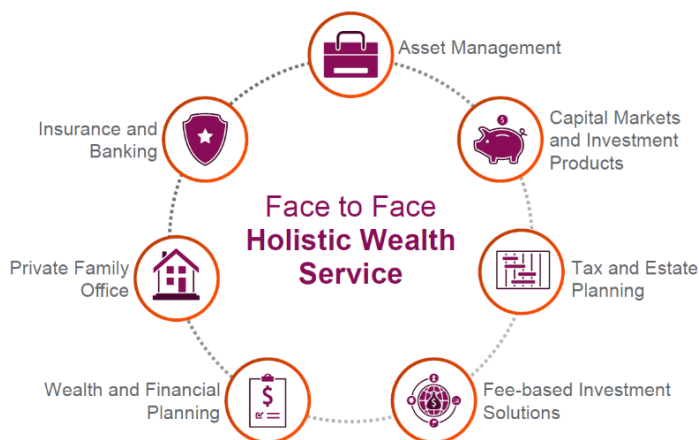 Asset Management
Capital Markets
and Investment
Products
Tax and Estate
Planning
Fee-based Investment
Solutions
Wealth and Financial
Planning
Private Family
Office
Insurance and
Banking
Face to Face
Holistic Wealth
Service